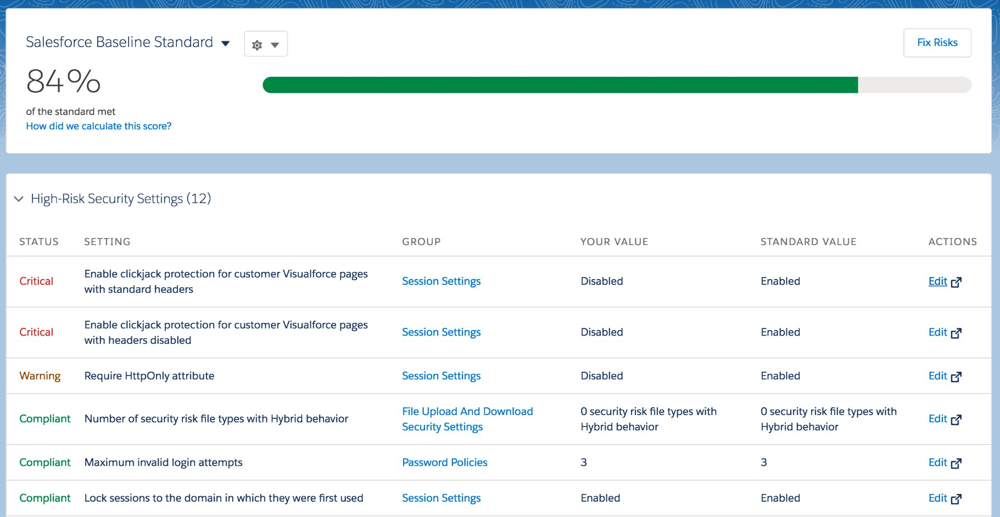 Salesforce Baseline Standard
Fix Risks
84%
of the standard met
How did we calculate this score?
High-Risk Security Settings (12)
STATUS SETTING GROUP YOUR VALUE STANDARD VALUE ACTIONS
Critical Enable clickjack protection for customer Visualforce pages with standard headers Session Settings Disabled Enabled Edit
Critical Enable clickjack protection for customer Visualforce pages with headers disabled Session Settings Disabled Enabled Edit
Warning Require HttpOnly attribute Session Settings Disabled Enabled Edit
Compliant Number of security risk file types with Hybrid behavior File Upload And Download Security Settings 0 security risk file types with Hybrid behavior 0 security risk file types with Hybrid behavior Edit
Compliant Maximum invalid login attempts Password Policies 3 3 Edit
Compliant Lock sessions to the domain in which they were first used Session Settings Enabled Enabled Edit